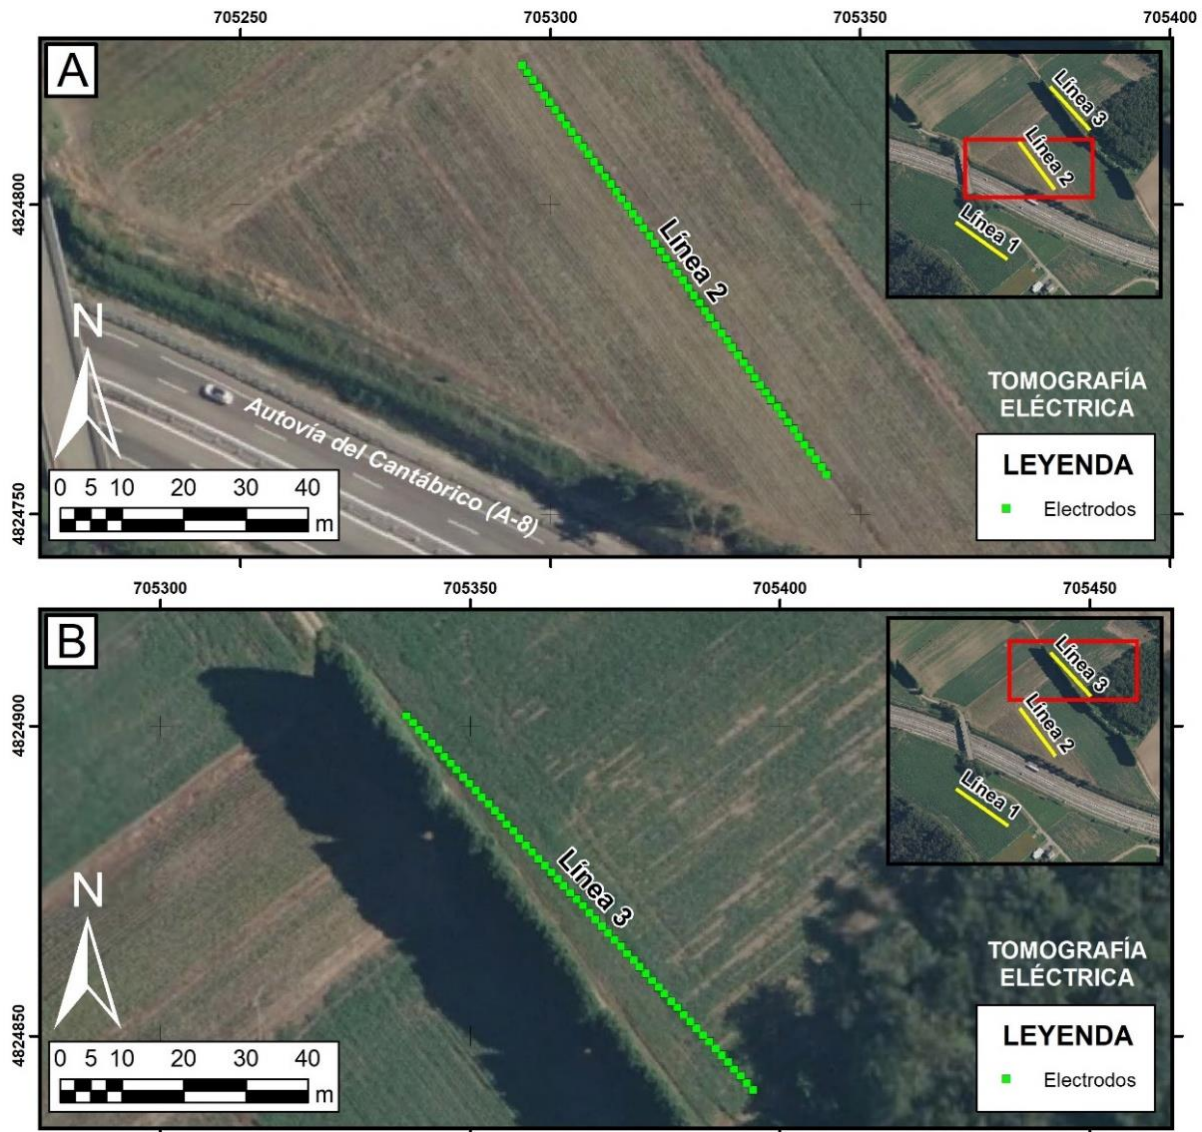 705250 705300 705350 705400
A
Línea 3
Línea 2
Línea 1
4824800
Línea 2
N
TOMOGRAFÍA
ELÉCTRICA
LEYENDA
Electrodos
Autovía del Cantábrico (A-8)
0 5 10 20 30 40
m
4824750
705300 705350 705400 705450
B
Línea 3
Línea 2
Línea 1
4824900
Línea 3
N
TOMOGRAFÍA
ELÉCTRICA
LEYENDA
Electrodos
4824850
0 5 10 20 30 40
m